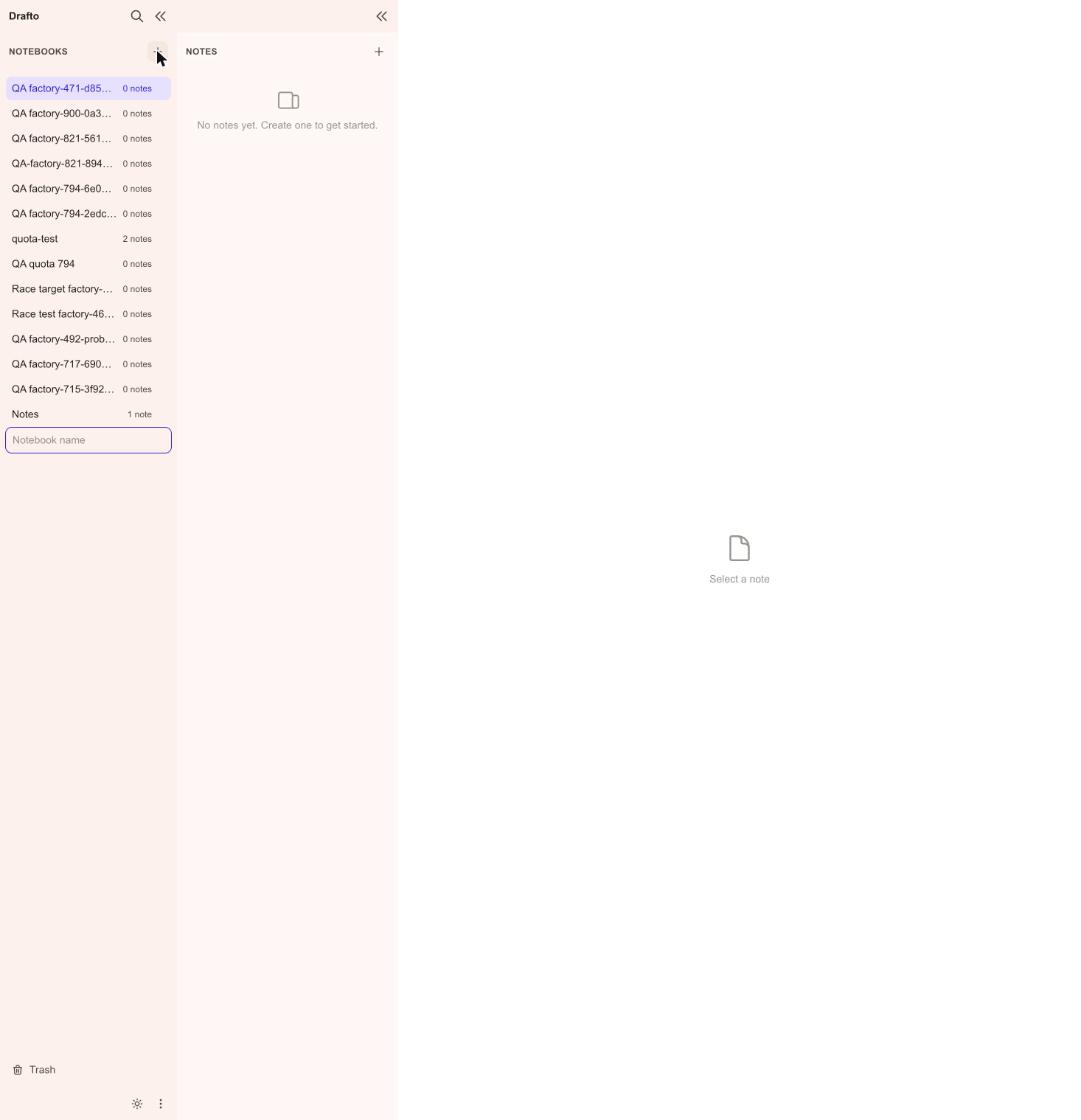 Drafto
NOTEBOOKS
QA factory-471-d85... 0 notes
QA factory-900-0a3... 0 notes
QA factory-821-561... 0 notes
QA-factory-821-894... 0 notes
QA factory-794-6e0... 0 notes
QA factory-794-2edc... 0 notes
quota-test 2 notes
QA quota 794 0 notes
Race target factory-... 0 notes
Race test factory-46... 0 notes
QA factory-492-prob... 0 notes
QA factory-717-690... 0 notes
QA factory-715-3f92... 0 notes
Notes 1 note
Notebook name
Trash
NOTES
No notes yet. Create one to get started.
Select a note